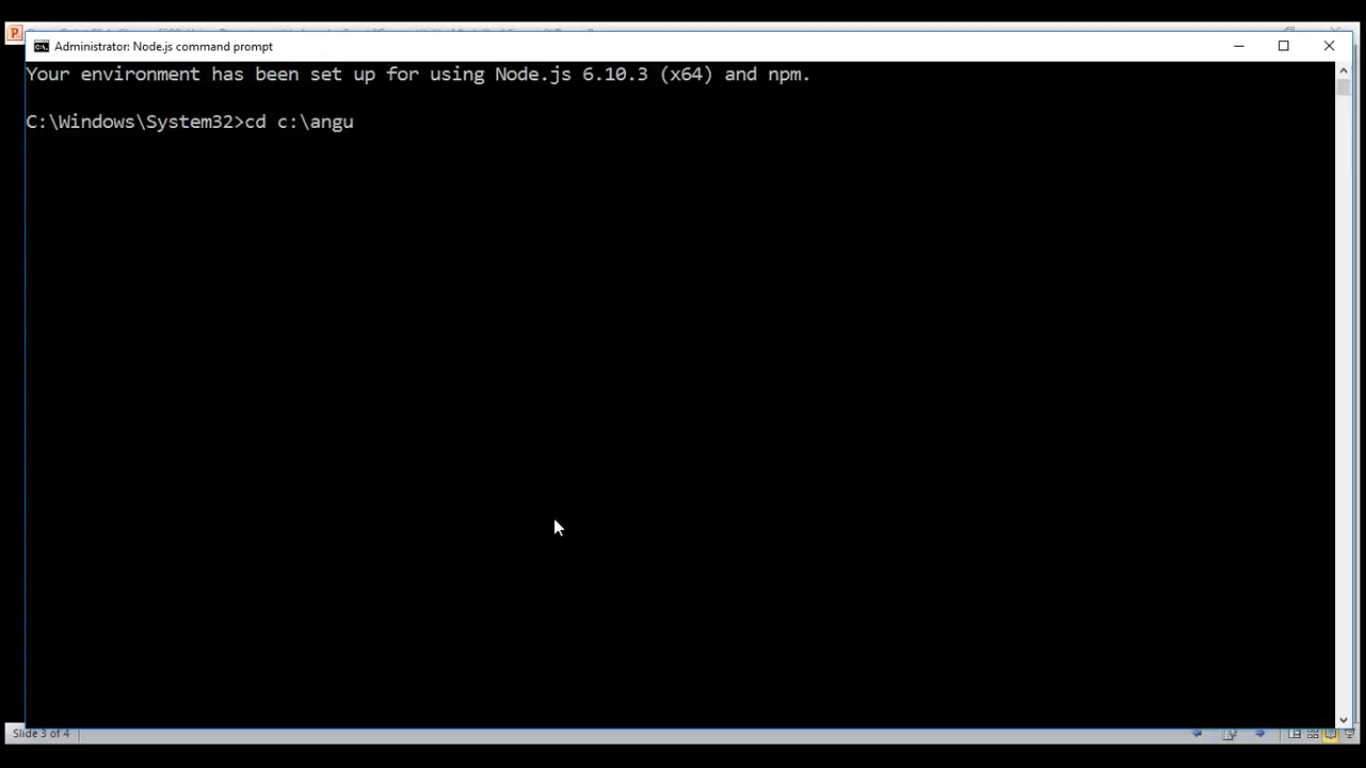 Administrator: Node.js command prompt
Your environment has been set up for using Node.js 6.10.3 (x64) and npm.
C:\Windows\System32>cd c:\angu
Slide 3 of 4